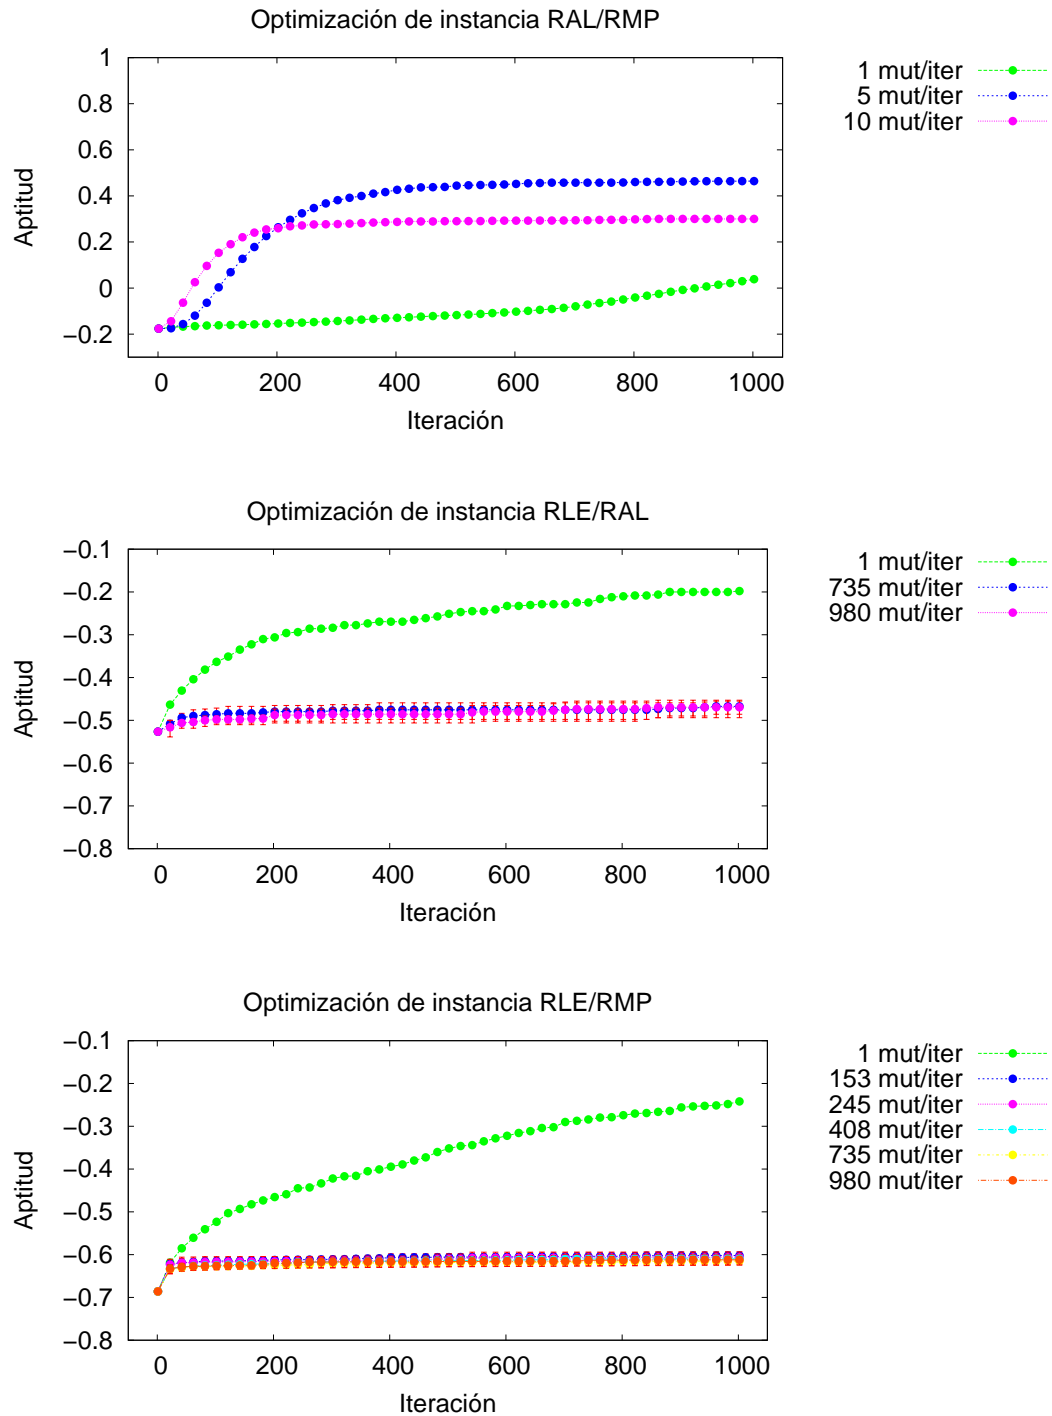 Optimización de instancia RAL/RMP
1
0.8
0.6
0.4
0.2
0
−0.2
Aptitud
0 200 400 600 800 1000
Iteración
1 mut/iter
5 mut/iter
10 mut/iter
Optimización de instancia RLE/RAL
−0.1
−0.2
−0.3
−0.4
−0.5
−0.6
−0.7
−0.8
Aptitud
0 200 400 600 800 1000
Iteración
1 mut/iter
735 mut/iter
980 mut/iter
Optimización de instancia RLE/RMP
−0.1
−0.2
−0.3
−0.4
−0.5
−0.6
−0.7
−0.8
Aptitud
0 200 400 600 800 1000
Iteración
1 mut/iter
153 mut/iter
245 mut/iter
408 mut/iter
735 mut/iter
980 mut/iter